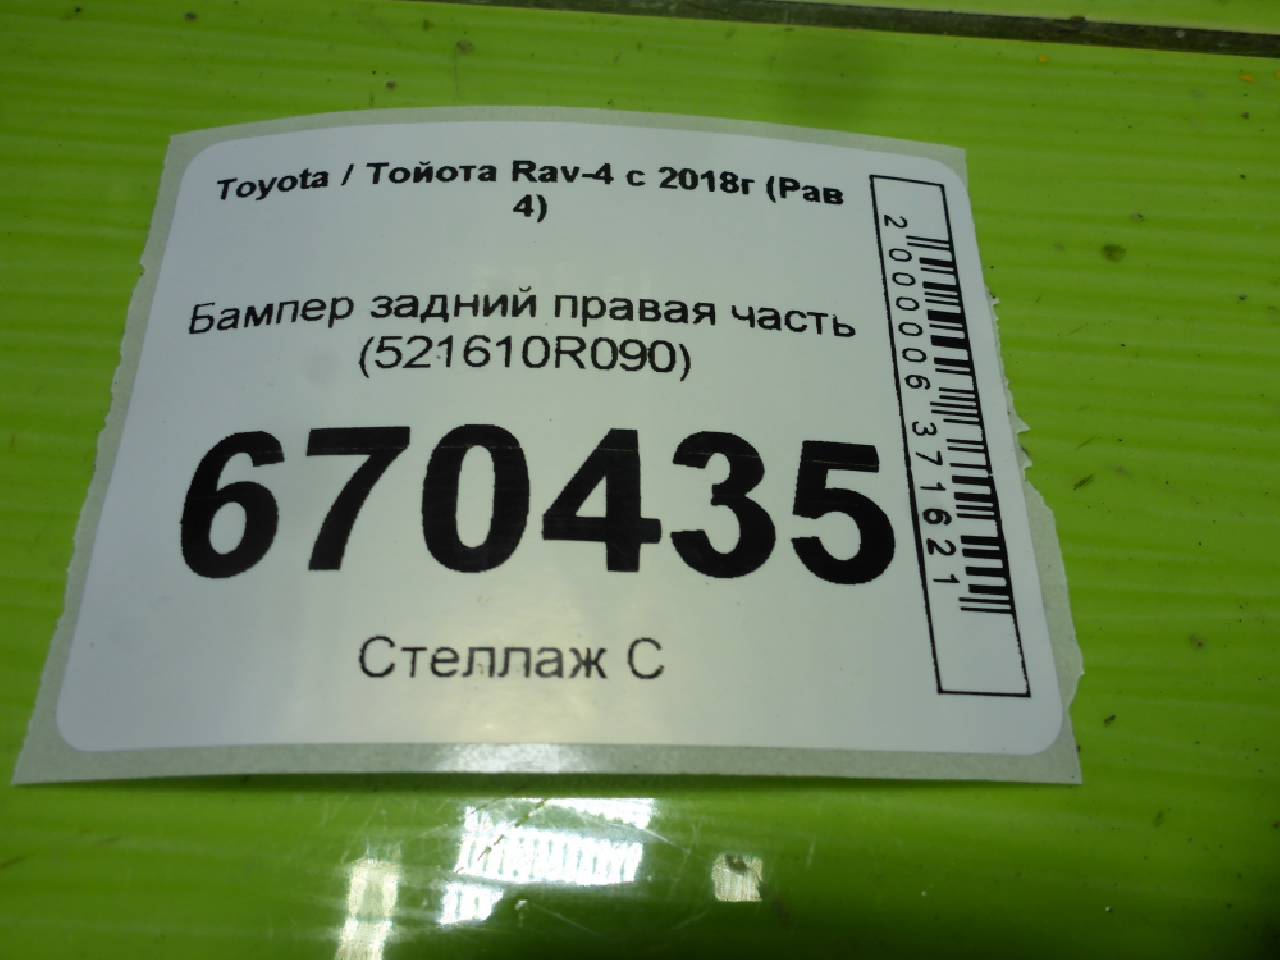 Toyota / Тойота Rav-4 с 2018г (Рав
4)
Бампер задний правая часть
(521610R090)
670435
Стеллаж С
2000006371621